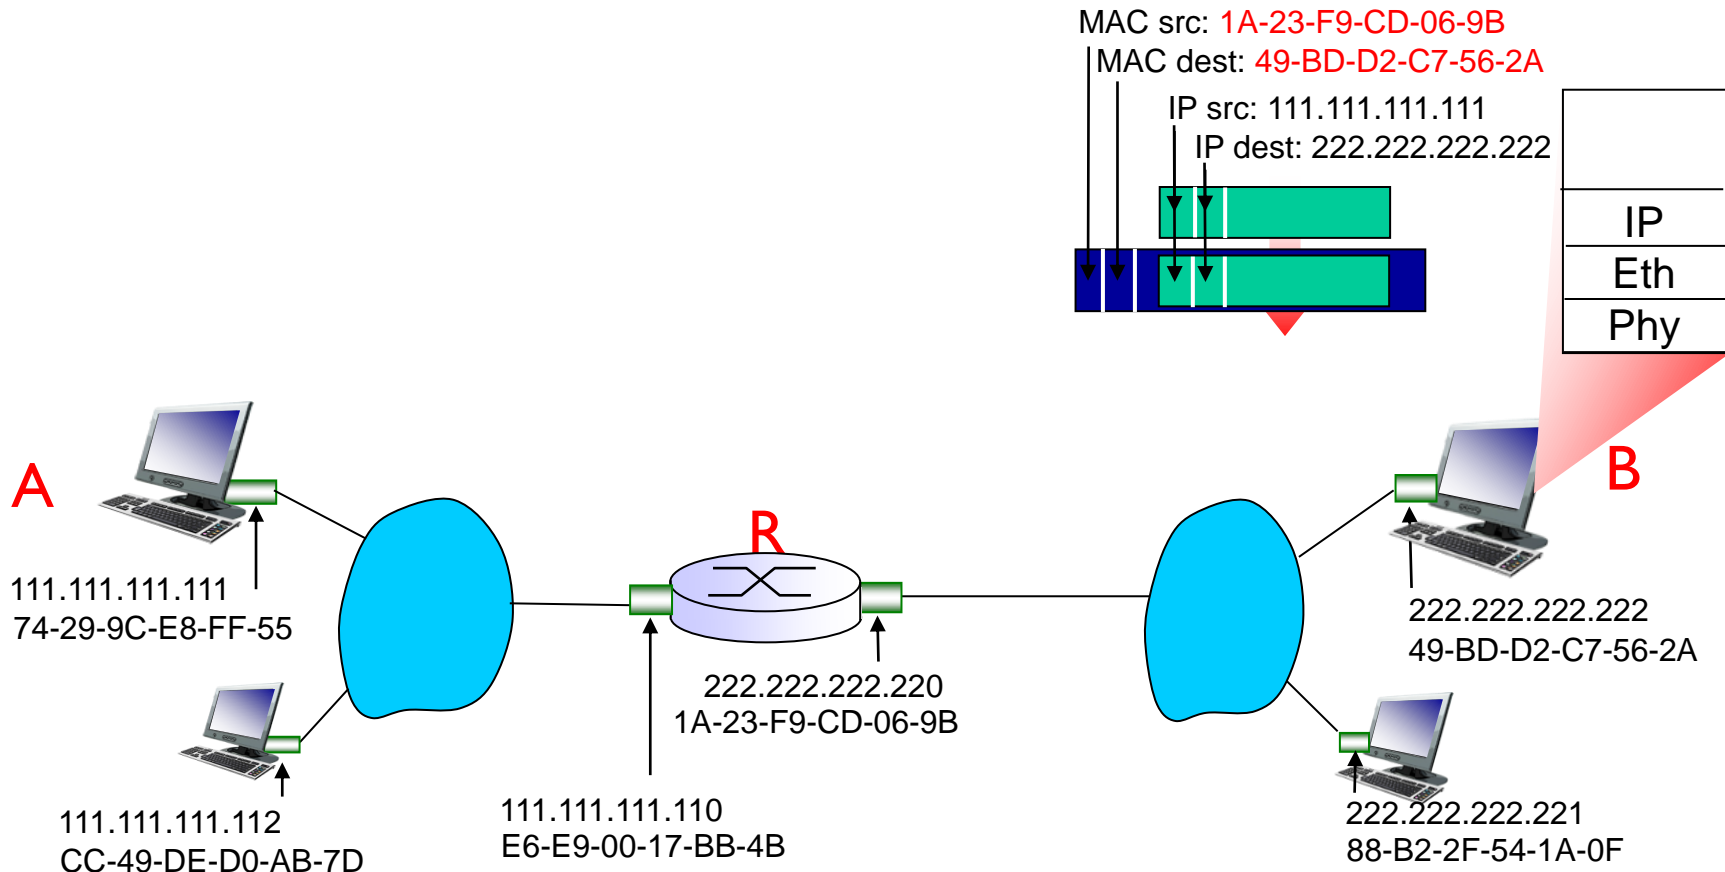 MAC src: 1A-23-F9-CD-06-9B
MAC dest: 49-BD-D2-C7-56-2A
IP src: 111.111.111.111
IP dest: 222.222.222.222
IP
Eth
Phy
A
B
R
111.111.111.111
74-29-9C-E8-FF-55
222.222.222.222
49-BD-D2-C7-56-2A
222.222.222.220
1A-23-F9-CD-06-9B
111.111.111.112
CC-49-DE-D0-AB-7D
111.111.111.110
E6-E9-00-17-BB-4B
222.222.222.221
88-B2-2F-54-1A-0F